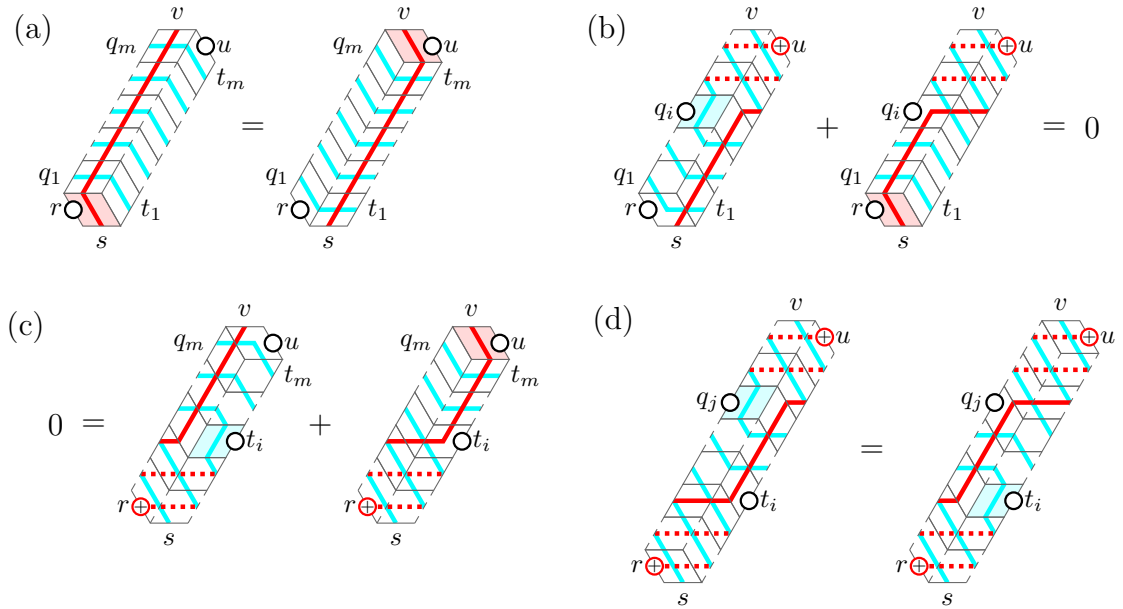 (a)
v
q_m
u
t_m
=
q_1
r
t_1
s
v
q_m
u
t_m
q_1
r
t_1
s
(b)
v
u
q_i
+
q_1
r
t_1
s
v
u
q_i
= 0
q_1
r
t_1
s
(c)
v
q_m
u
t_m
0 =
t_i
r
s
+
v
q_m
u
t_m
t_i
r
s
(d)
v
u
q_j
t_i
r
s
=
v
u
q_j
t_i
r
s